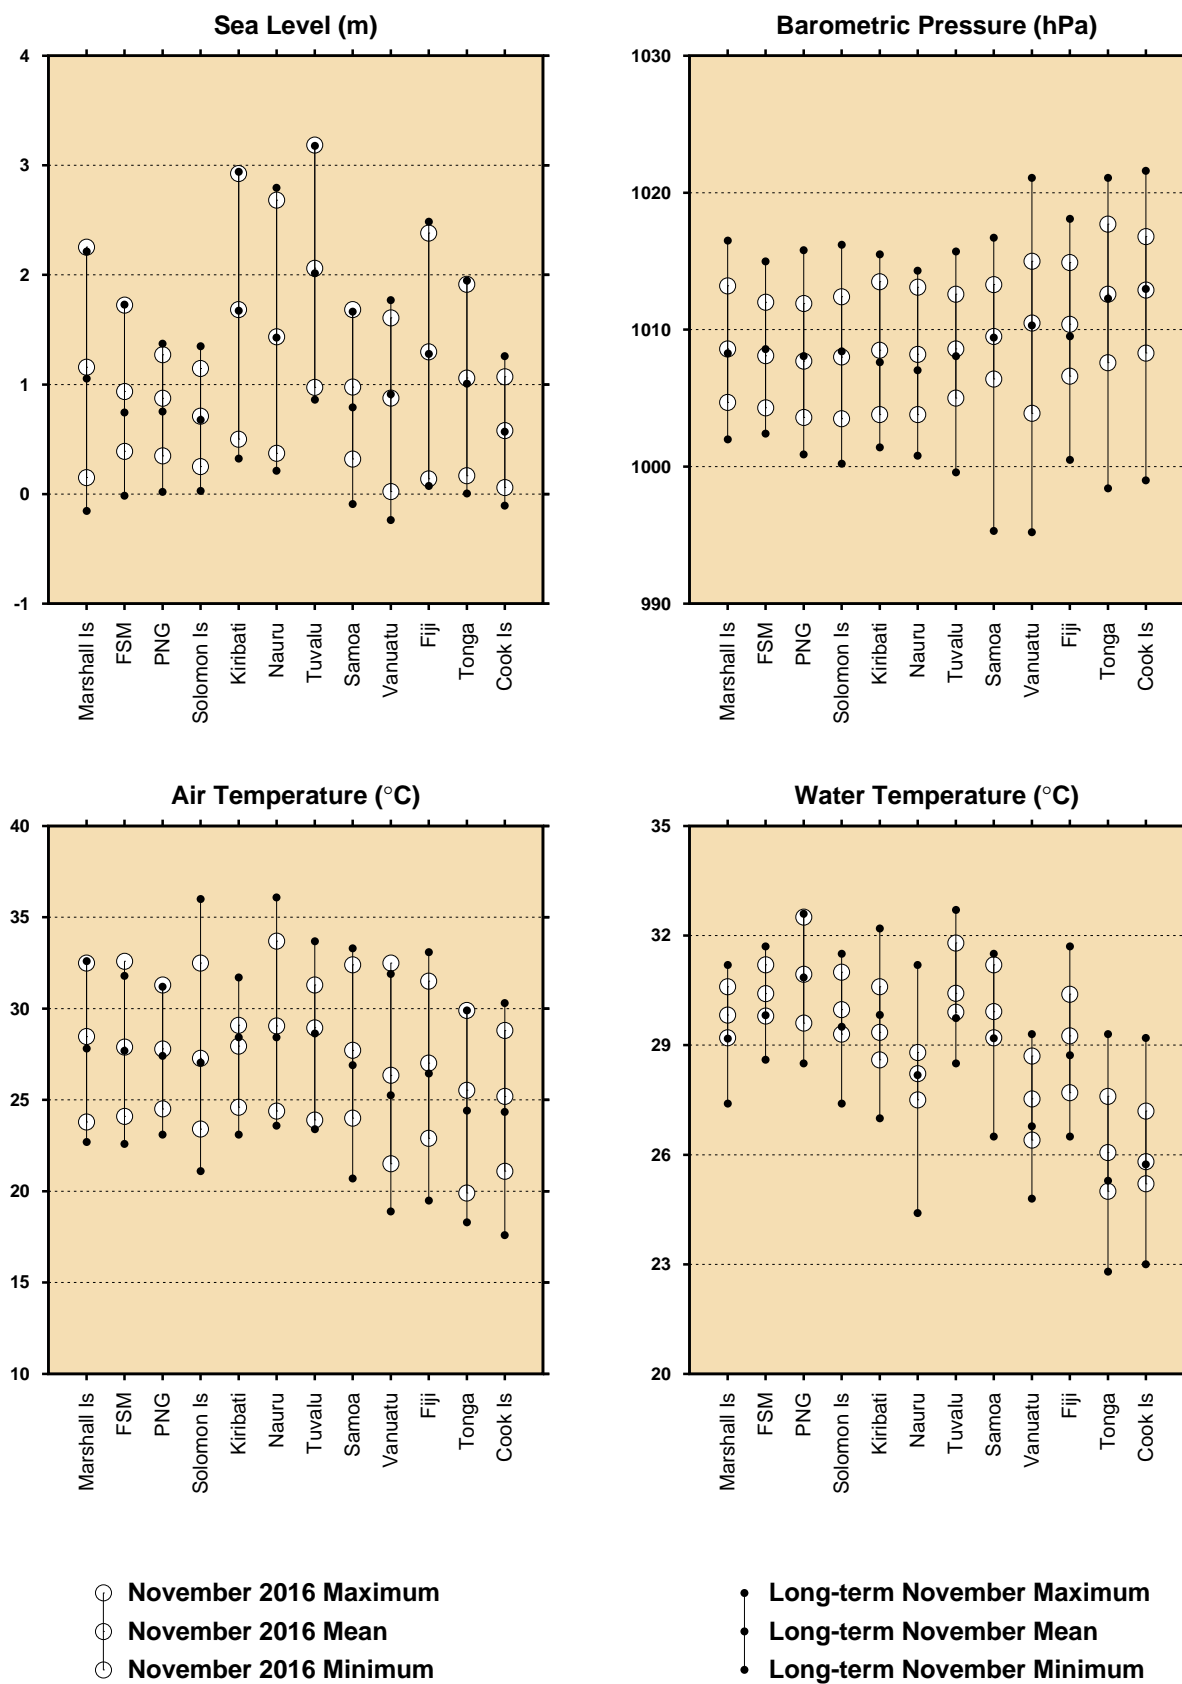 Sea Level (m)
4
3
2
1
0
-1
Marshall Is
FSM
PNG
Solomon Is
Kiribati
Nauru
Tuvalu
Samoa
Vanuatu
Fiji
Tonga
Cook Is
Barometric Pressure (hPa)
1030
1020
1010
1000
990
Marshall Is
FSM
PNG
Solomon Is
Kiribati
Nauru
Tuvalu
Samoa
Vanuatu
Fiji
Tonga
Cook Is
Air Temperature (°C)
40
35
30
25
20
15
10
Marshall Is
FSM
PNG
Solomon Is
Kiribati
Nauru
Tuvalu
Samoa
Vanuatu
Fiji
Tonga
Cook Is
Water Temperature (°C)
35
32
29
26
23
20
Marshall Is
FSM
PNG
Solomon Is
Kiribati
Nauru
Tuvalu
Samoa
Vanuatu
Fiji
Tonga
Cook Is
November 2016 Maximum
November 2016 Mean
November 2016 Minimum
Long-term November Maximum
Long-term November Mean
Long-term November Minimum